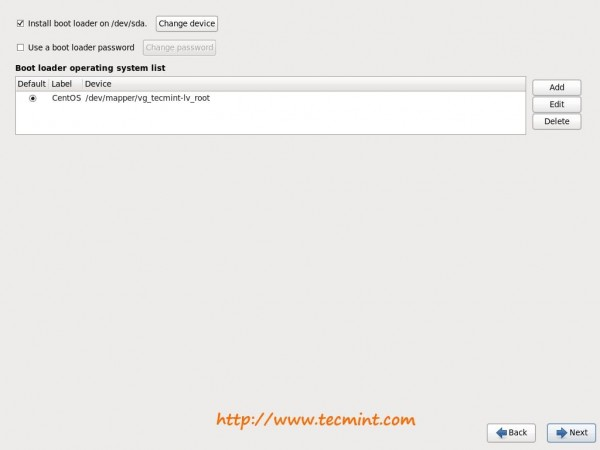 Install boot loader on /dev/sda. Change device
Use a boot loader password Change password
Boot loader operating system list
Default Label Device
CentOS /dev/mapper/vg_tecmint-lv_root
Add
Edit
Delete
http://www.tecmint.com
Back Next